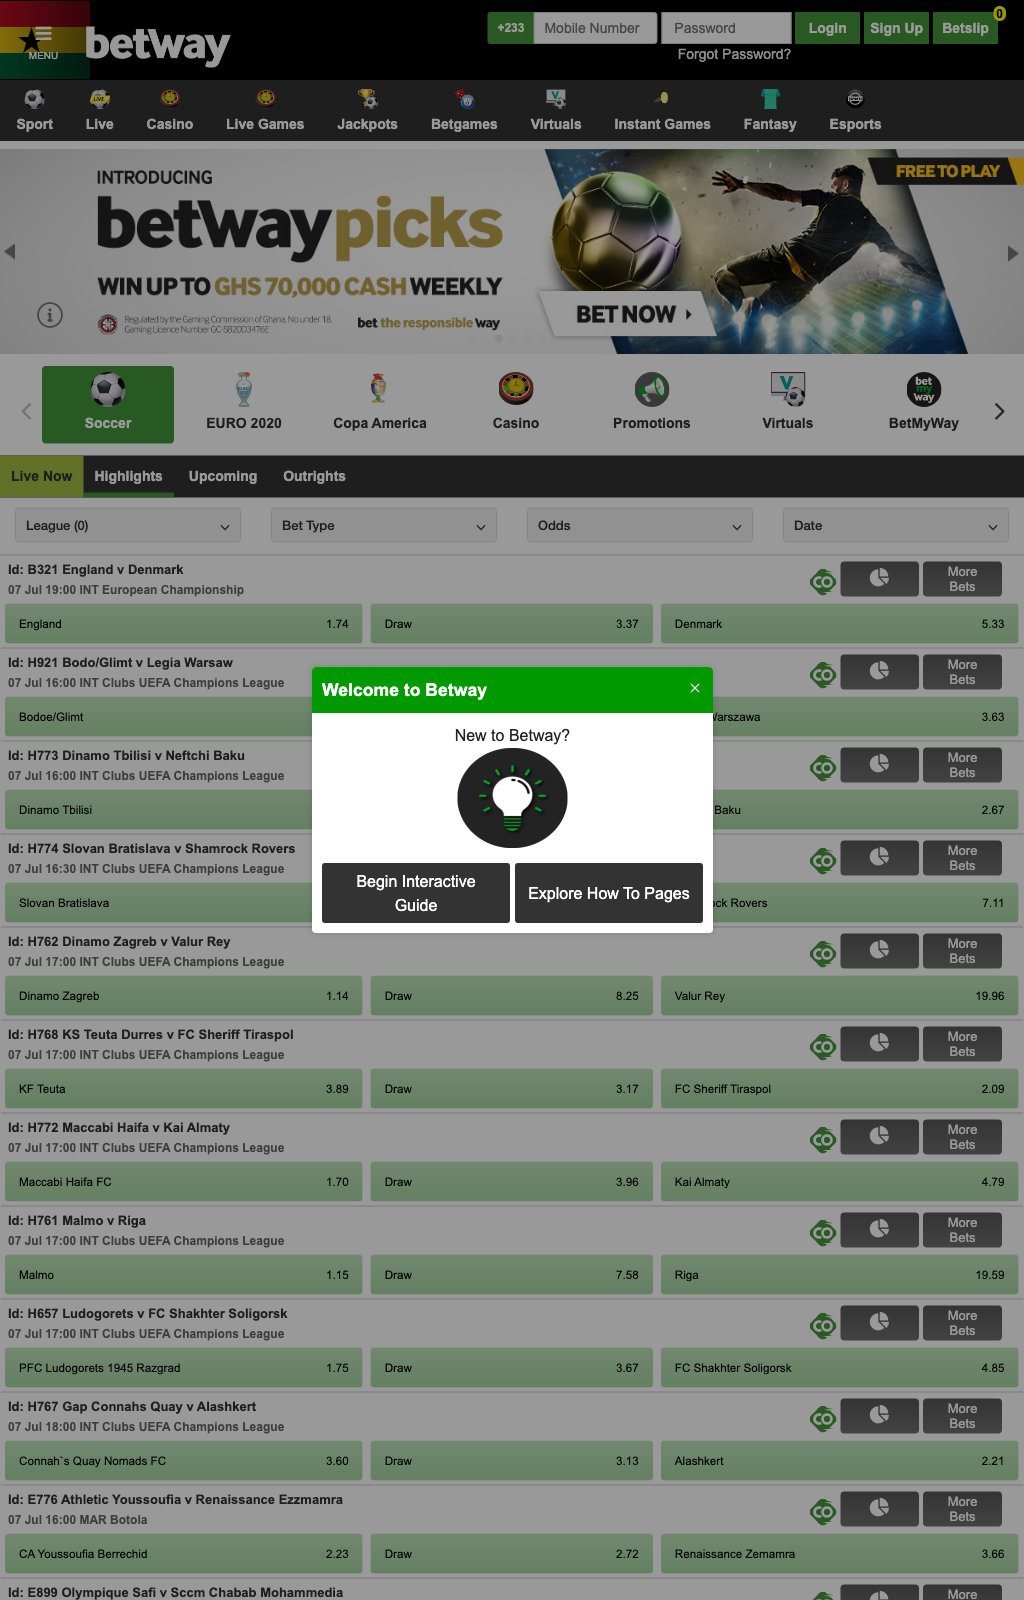 MENU
betway
+233 Mobile Number Password Login Sign Up Betslip 0
Forgot Password?
Sport Live Casino Live Games Jackpots Betgames Virtuals Instant Games Fantasy Esports
INTRODUCING
betwaypicks
WIN UP TO GHS 70,000 CASH WEEKLY
Regulated by the Gaming Commission of Ghana. No under 18.
Gaming Licence Number GCSB20D3476E
bet the responsible way
FREE TO PLAY
BET NOW
Soccer EURO 2020 Copa America Casino Promotions Virtuals BetMyWay
bet
my
way
Live Now Highlights Upcoming Outrights
League (0) Bet Type Odds Date
Id: B321 England v Denmark
07 Jul 19:00 INT European Championship
More
Bets
England 1.74 Draw 3.37 Denmark 5.33
Id: H921 Bodo/Glimt v Legia Warsaw
07 Jul 16:00 INT Clubs UEFA Champions League
More
Bets
Bodoe/Glimt Warszawa 3.63
Welcome to Betway ×
New to Betway?
Begin Interactive
Guide
Explore How To Pages
Id: H773 Dinamo Tbilisi v Neftchi Baku
07 Jul 16:00 INT Clubs UEFA Champions League
More
Bets
Dinamo Tbilisi Baku 2.67
Id: H774 Slovan Bratislava v Shamrock Rovers
07 Jul 16:30 INT Clubs UEFA Champions League
More
Bets
Slovan Bratislava ck Rovers 7.11
Id: H762 Dinamo Zagreb v Valur Rey
07 Jul 17:00 INT Clubs UEFA Champions League
More
Bets
Dinamo Zagreb 1.14 Draw 8.25 Valur Rey 19.96
Id: H768 KS Teuta Durres v FC Sheriff Tiraspol
07 Jul 17:00 INT Clubs UEFA Champions League
More
Bets
KF Teuta 3.89 Draw 3.17 FC Sheriff Tiraspol 2.09
Id: H772 Maccabi Haifa v Kai Almaty
07 Jul 17:00 INT Clubs UEFA Champions League
More
Bets
Maccabi Haifa FC 1.70 Draw 3.96 Kai Almaty 4.79
Id: H761 Malmo v Riga
07 Jul 17:00 INT Clubs UEFA Champions League
More
Bets
Malmo 1.15 Draw 7.58 Riga 19.59
Id: H657 Ludogorets v FC Shakhter Soligorsk
07 Jul 17:00 INT Clubs UEFA Champions League
More
Bets
PFC Ludogorets 1945 Razgrad 1.75 Draw 3.67 FC Shakhter Soligorsk 4.85
Id: H767 Gap Connahs Quay v Alashkert
07 Jul 18:00 INT Clubs UEFA Champions League
More
Bets
Connah`s Quay Nomads FC 3.60 Draw 3.13 Alashkert 2.21
Id: E776 Athletic Youssoufia v Renaissance Ezzmamra
07 Jul 16:00 MAR Botola
More
Bets
CA Youssoufia Berrechid 2.23 Draw 2.72 Renaissance Zemamra 3.66
Id: E899 Olympique Safi v Sccm Chabab Mohammedia
More